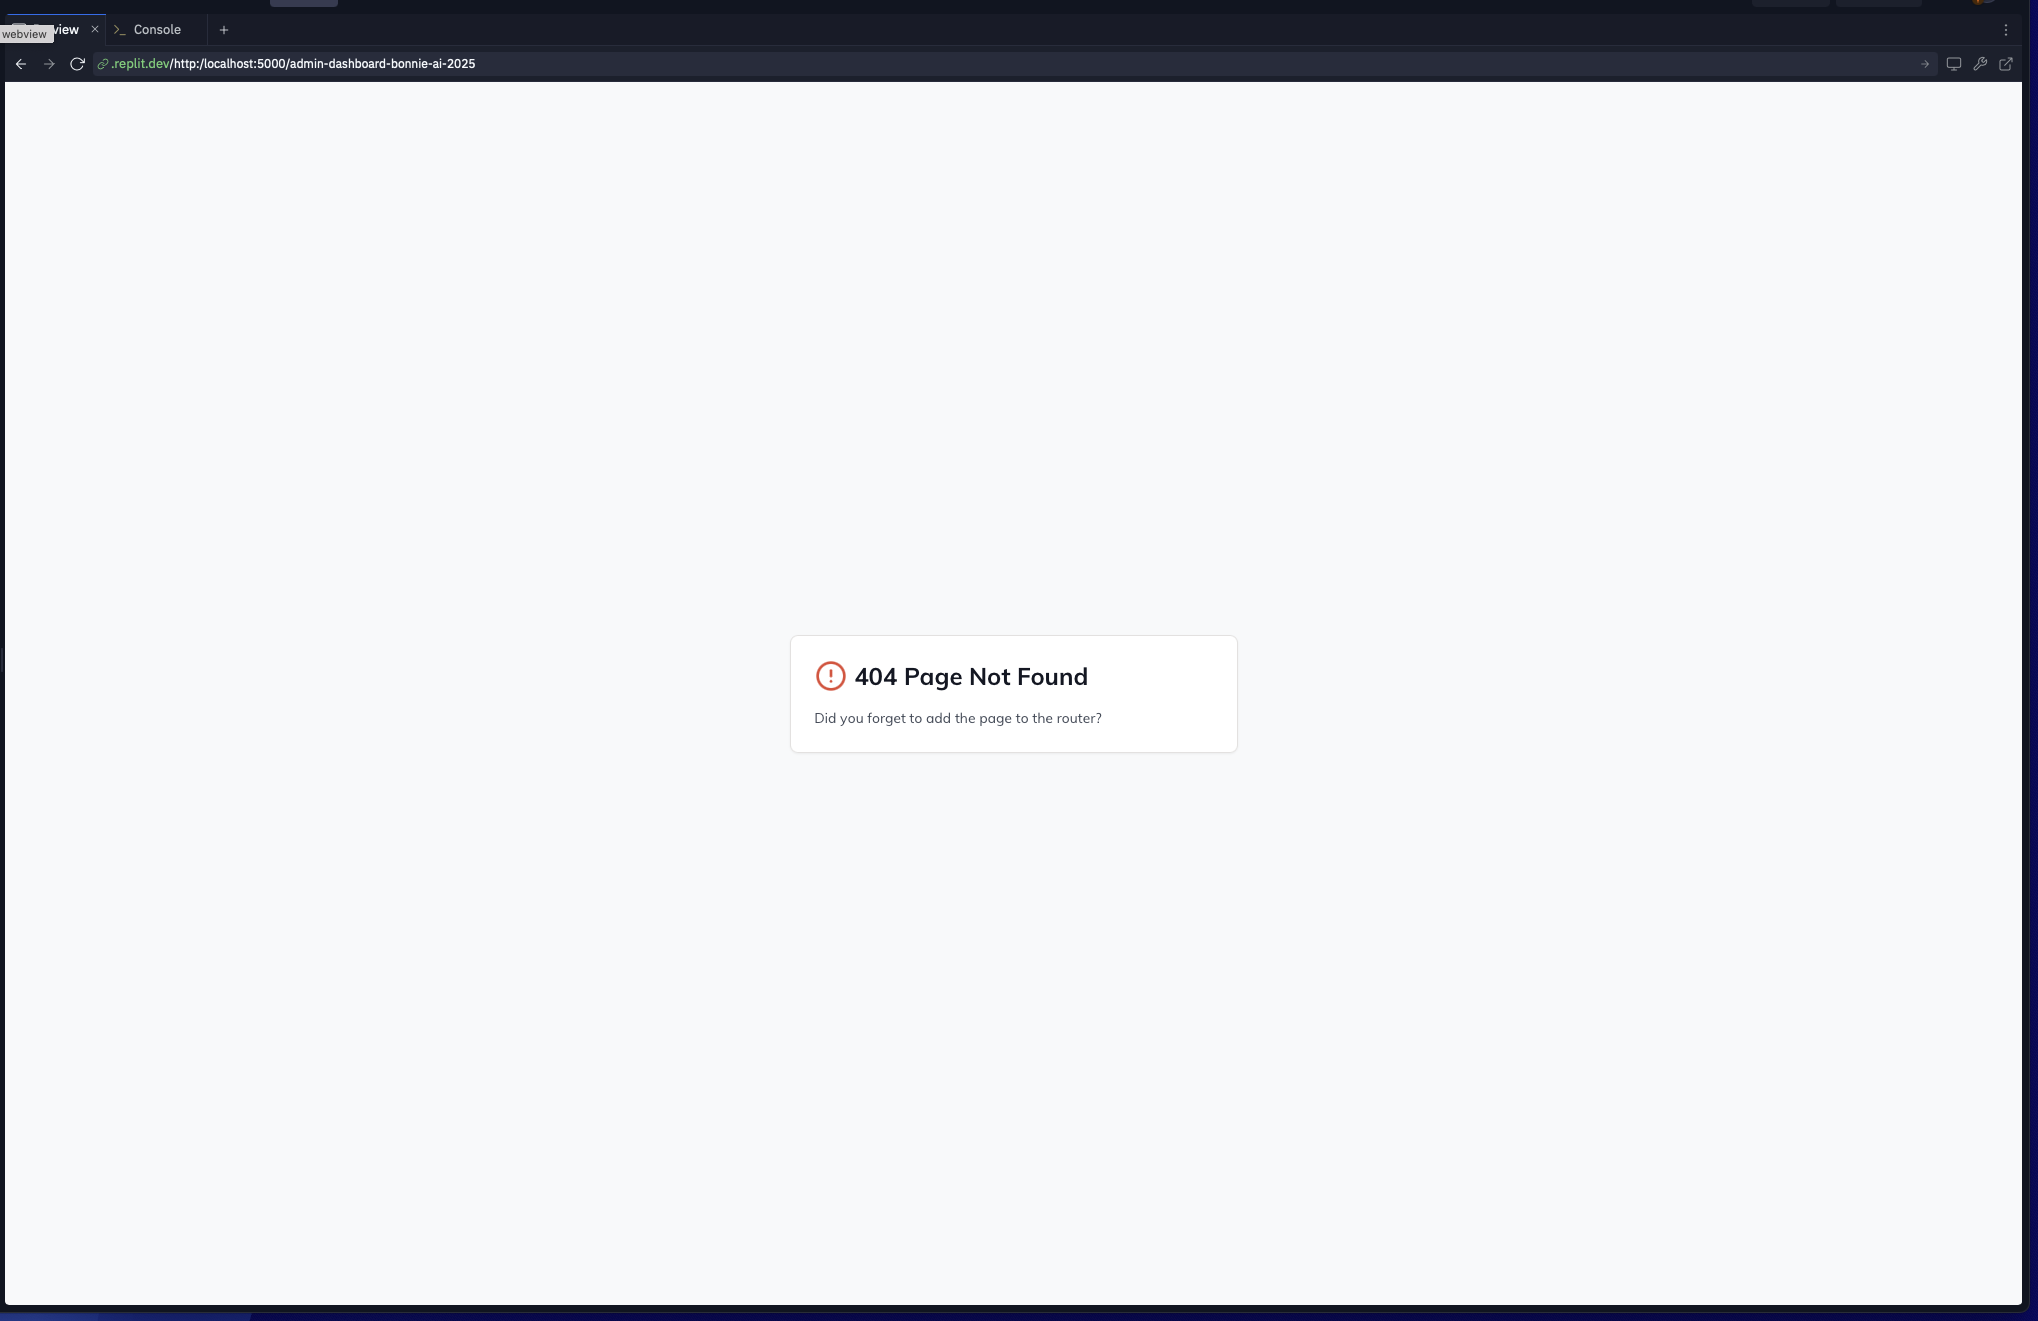 view
webview
Console
.replit.dev/http:/localhost:5000/admin-dashboard-bonnie-ai-2025
404 Page Not Found
Did you forget to add the page to the router?